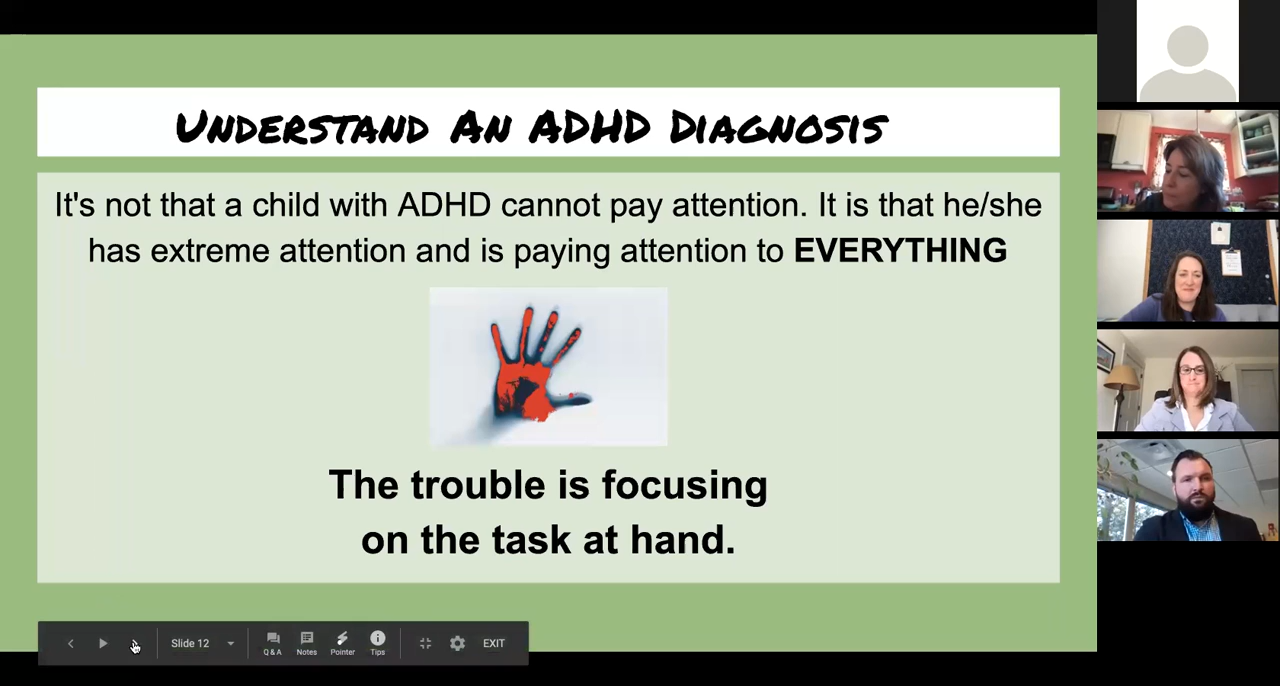 Understand An ADHD Diagnosis
It's not that a child with ADHD cannot pay attention. It is that he/she
has extreme attention and is paying attention to EVERYTHING
The trouble is focusing
on the task at hand.
Slide 12
Q & A
Notes
Pointer
Tips
EXIT